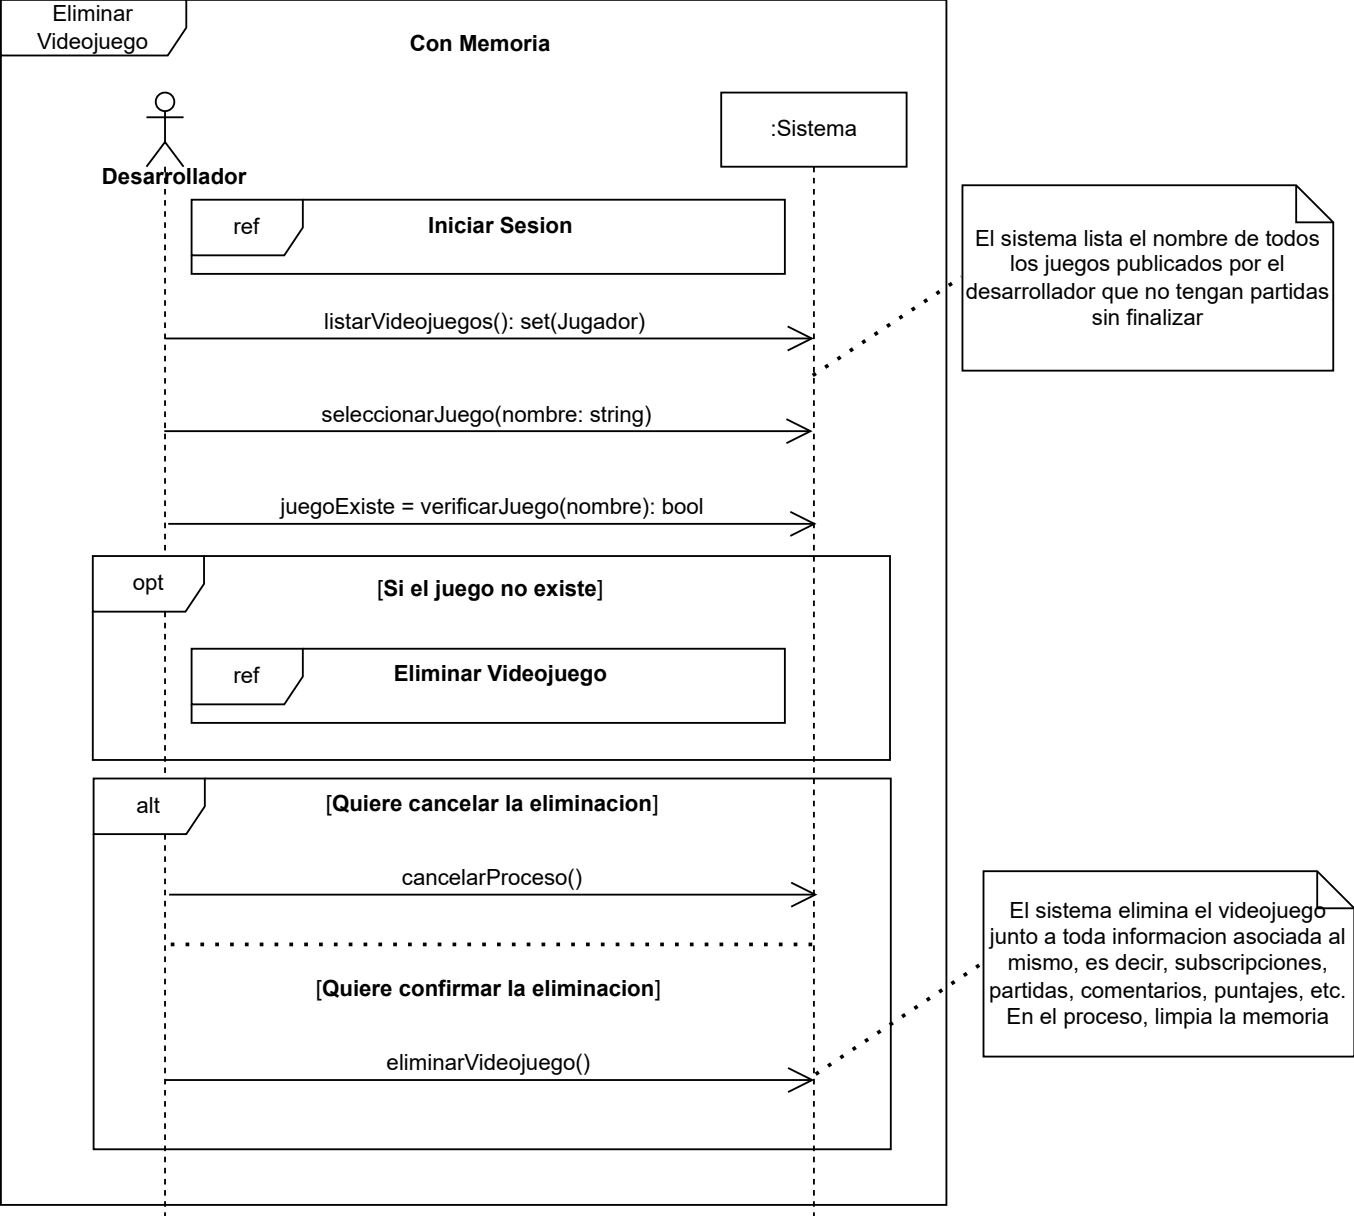 Eliminar
Videojuego
Con Memoria
:Sistema
Desarrollador
ref
Iniciar Sesion
El sistema lista el nombre de todos
los juegos publicados por el
desarrollador que no tengan partidas
sin finalizar
listarVideojuegos(): set(Jugador)
seleccionarJuego(nombre: string)
juegoExiste = verificarJuego(nombre): bool
opt
[Si el juego no existe]
ref
Eliminar Videojuego
alt
[Quiere cancelar la eliminacion]
cancelarProceso()
El sistema elimina el videojuego
junto a toda informacion asociada al
mismo, es decir, subscripciones,
partidas, comentarios, puntajes, etc.
En el proceso, limpia la memoria
[Quiere confirmar la eliminacion]
eliminarVideojuego()